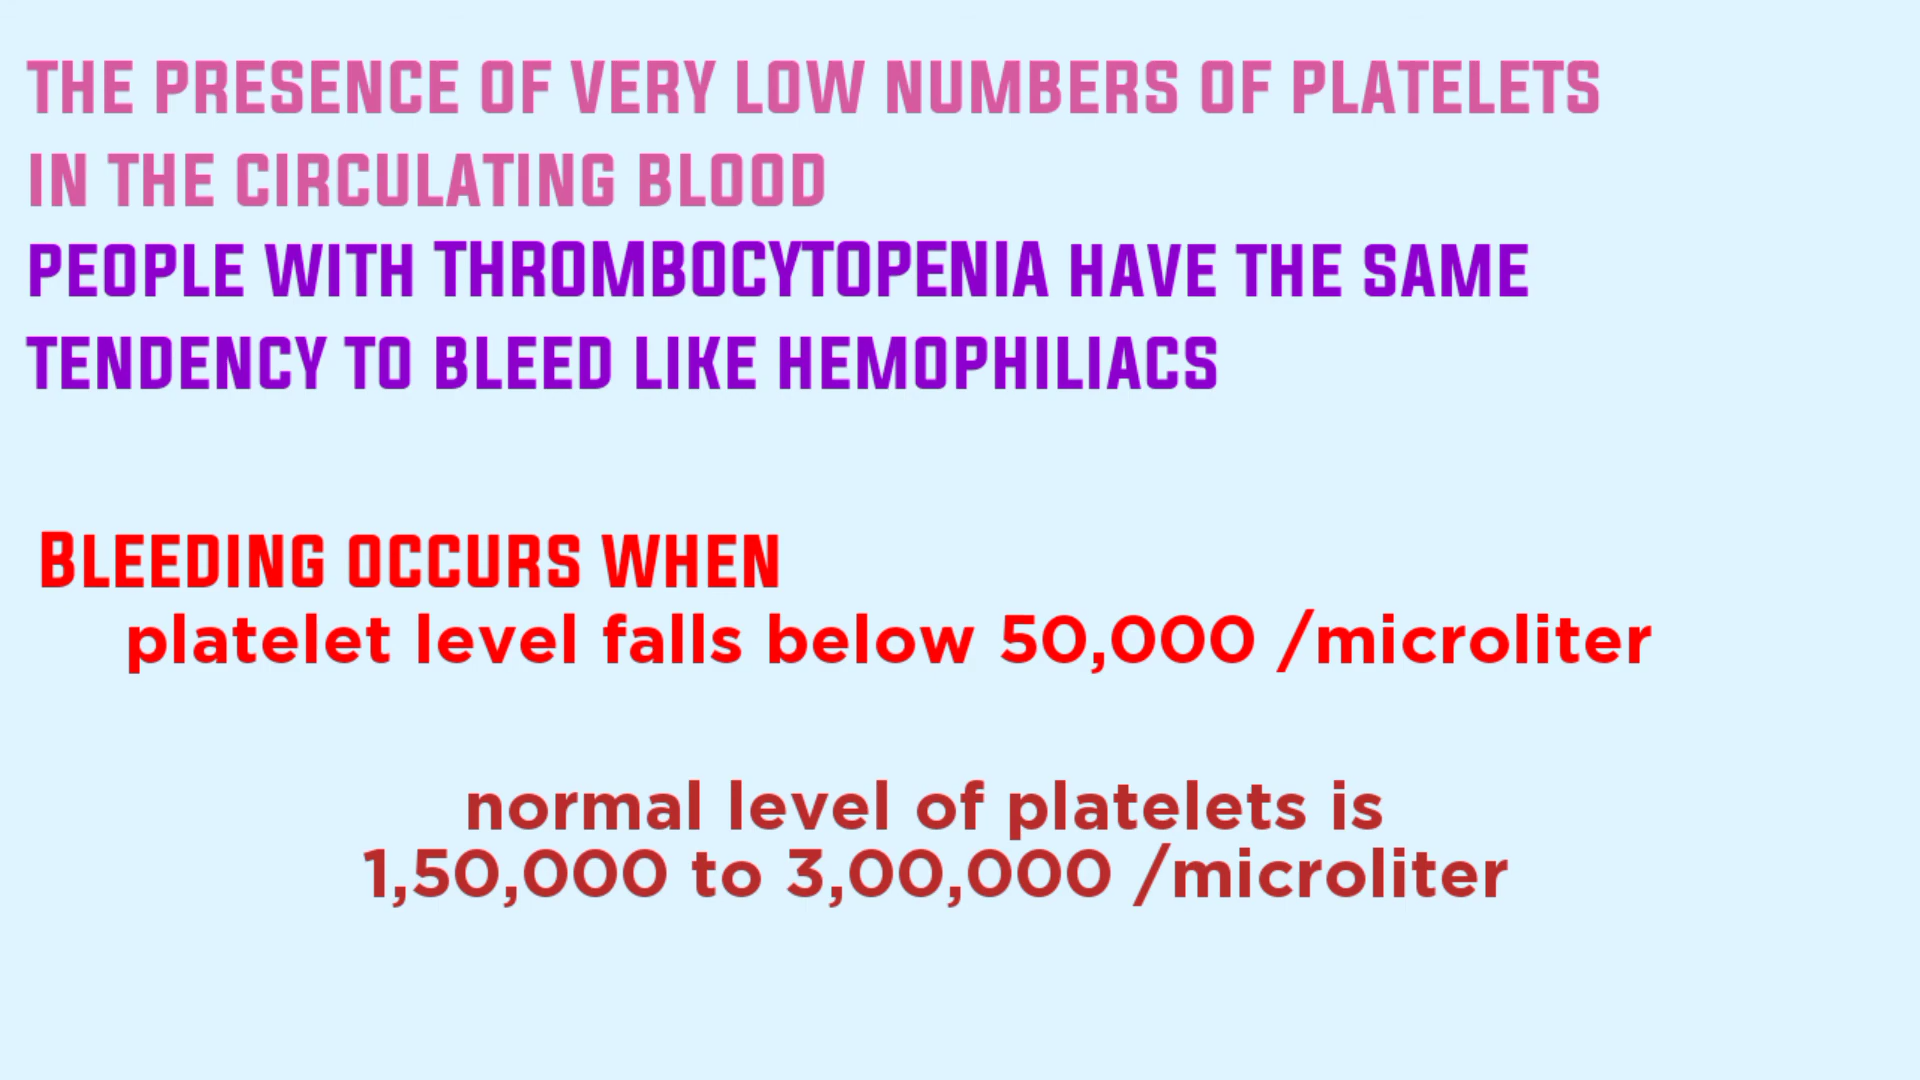 THE PRESENCE OF VERY LOW NUMBERS OF PLATELETS
IN THE CIRCULATING BLOOD
PEOPLE WITH THROMBOCYTOPENIA HAVE THE SAME
TENDENCY TO BLEED LIKE HEMOPHILIACS
BLEEDING OCCURS WHEN
platelet level falls below 50,000 /microliter
normal level of platelets is
1,50,000 to 3,00,000 /microliter